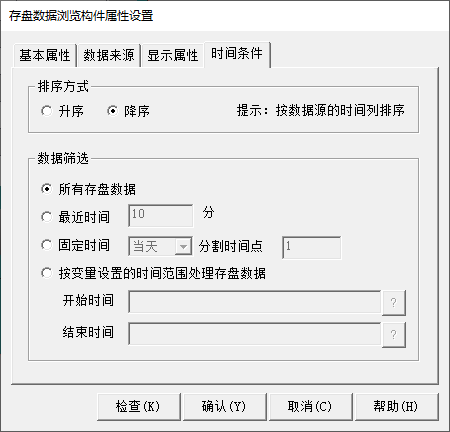 存盘数据浏览构件属性设置
基本属性 数据来源 显示属性 时间条件
排序方式
升序 降序 提示：按数据源的时间列排序
数据筛选
所有存盘数据
最近时间 10 分
固定时间 当天 分割时间点 1
按变量设置的时间范围处理存盘数据
开始时间 ?
结束时间 ?
检查(K) 确认(Y) 取消(C) 帮助(H)